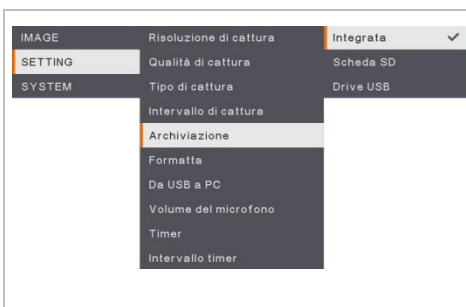 IMAGE
SETTING
SYSTEM
Risoluzione di cattura
Qualità di cattura
Tipo di cattura
Intervallo di cattura
Archiviazione
Formatta
Da USB a PC
Volume del microfono
Timer
Intervallo timer
Integrata ✓
Scheda SD
Drive USB